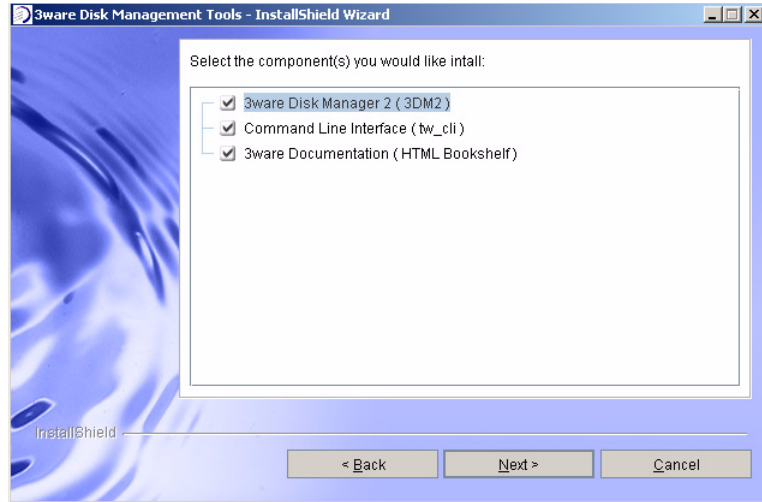 3ware Disk Management Tools - InstallShield Wizard
Select the component(s) you would like intall:
3ware Disk Manager 2 ( 3DM2 )
Command Line Interface ( tw_cli )
3ware Documentation ( HTML Bookshelf )
InstallShield
< Back
Next >
Cancel